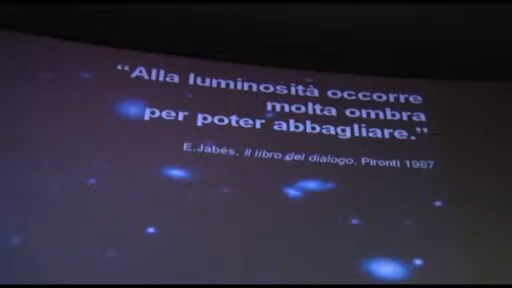 “Alla luminosità occorre
molta ombra
per poter abbagliare.”
E.Jabès, Il libro del dialogo, Pironti 1987